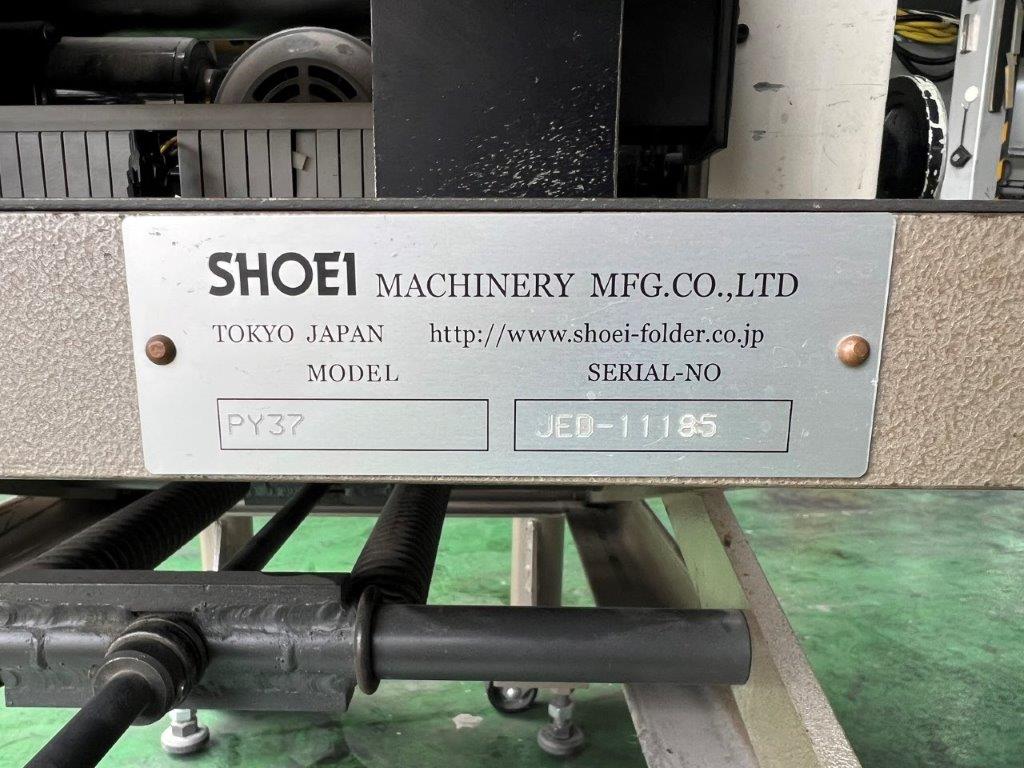 SHOEI MACHINERY MFG.CO.,LTD
TOKYO JAPAN http://www.shoei-folder.co.jp
MODEL SERIAL-NO
PY37 JED-11185